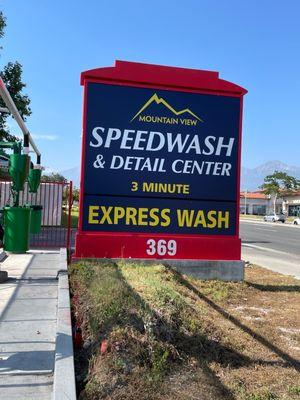 MOUNTAIN VIEW
SPEEDWASH
& DETAIL CENTER
3 MINUTE
EXPRESS WASH
369